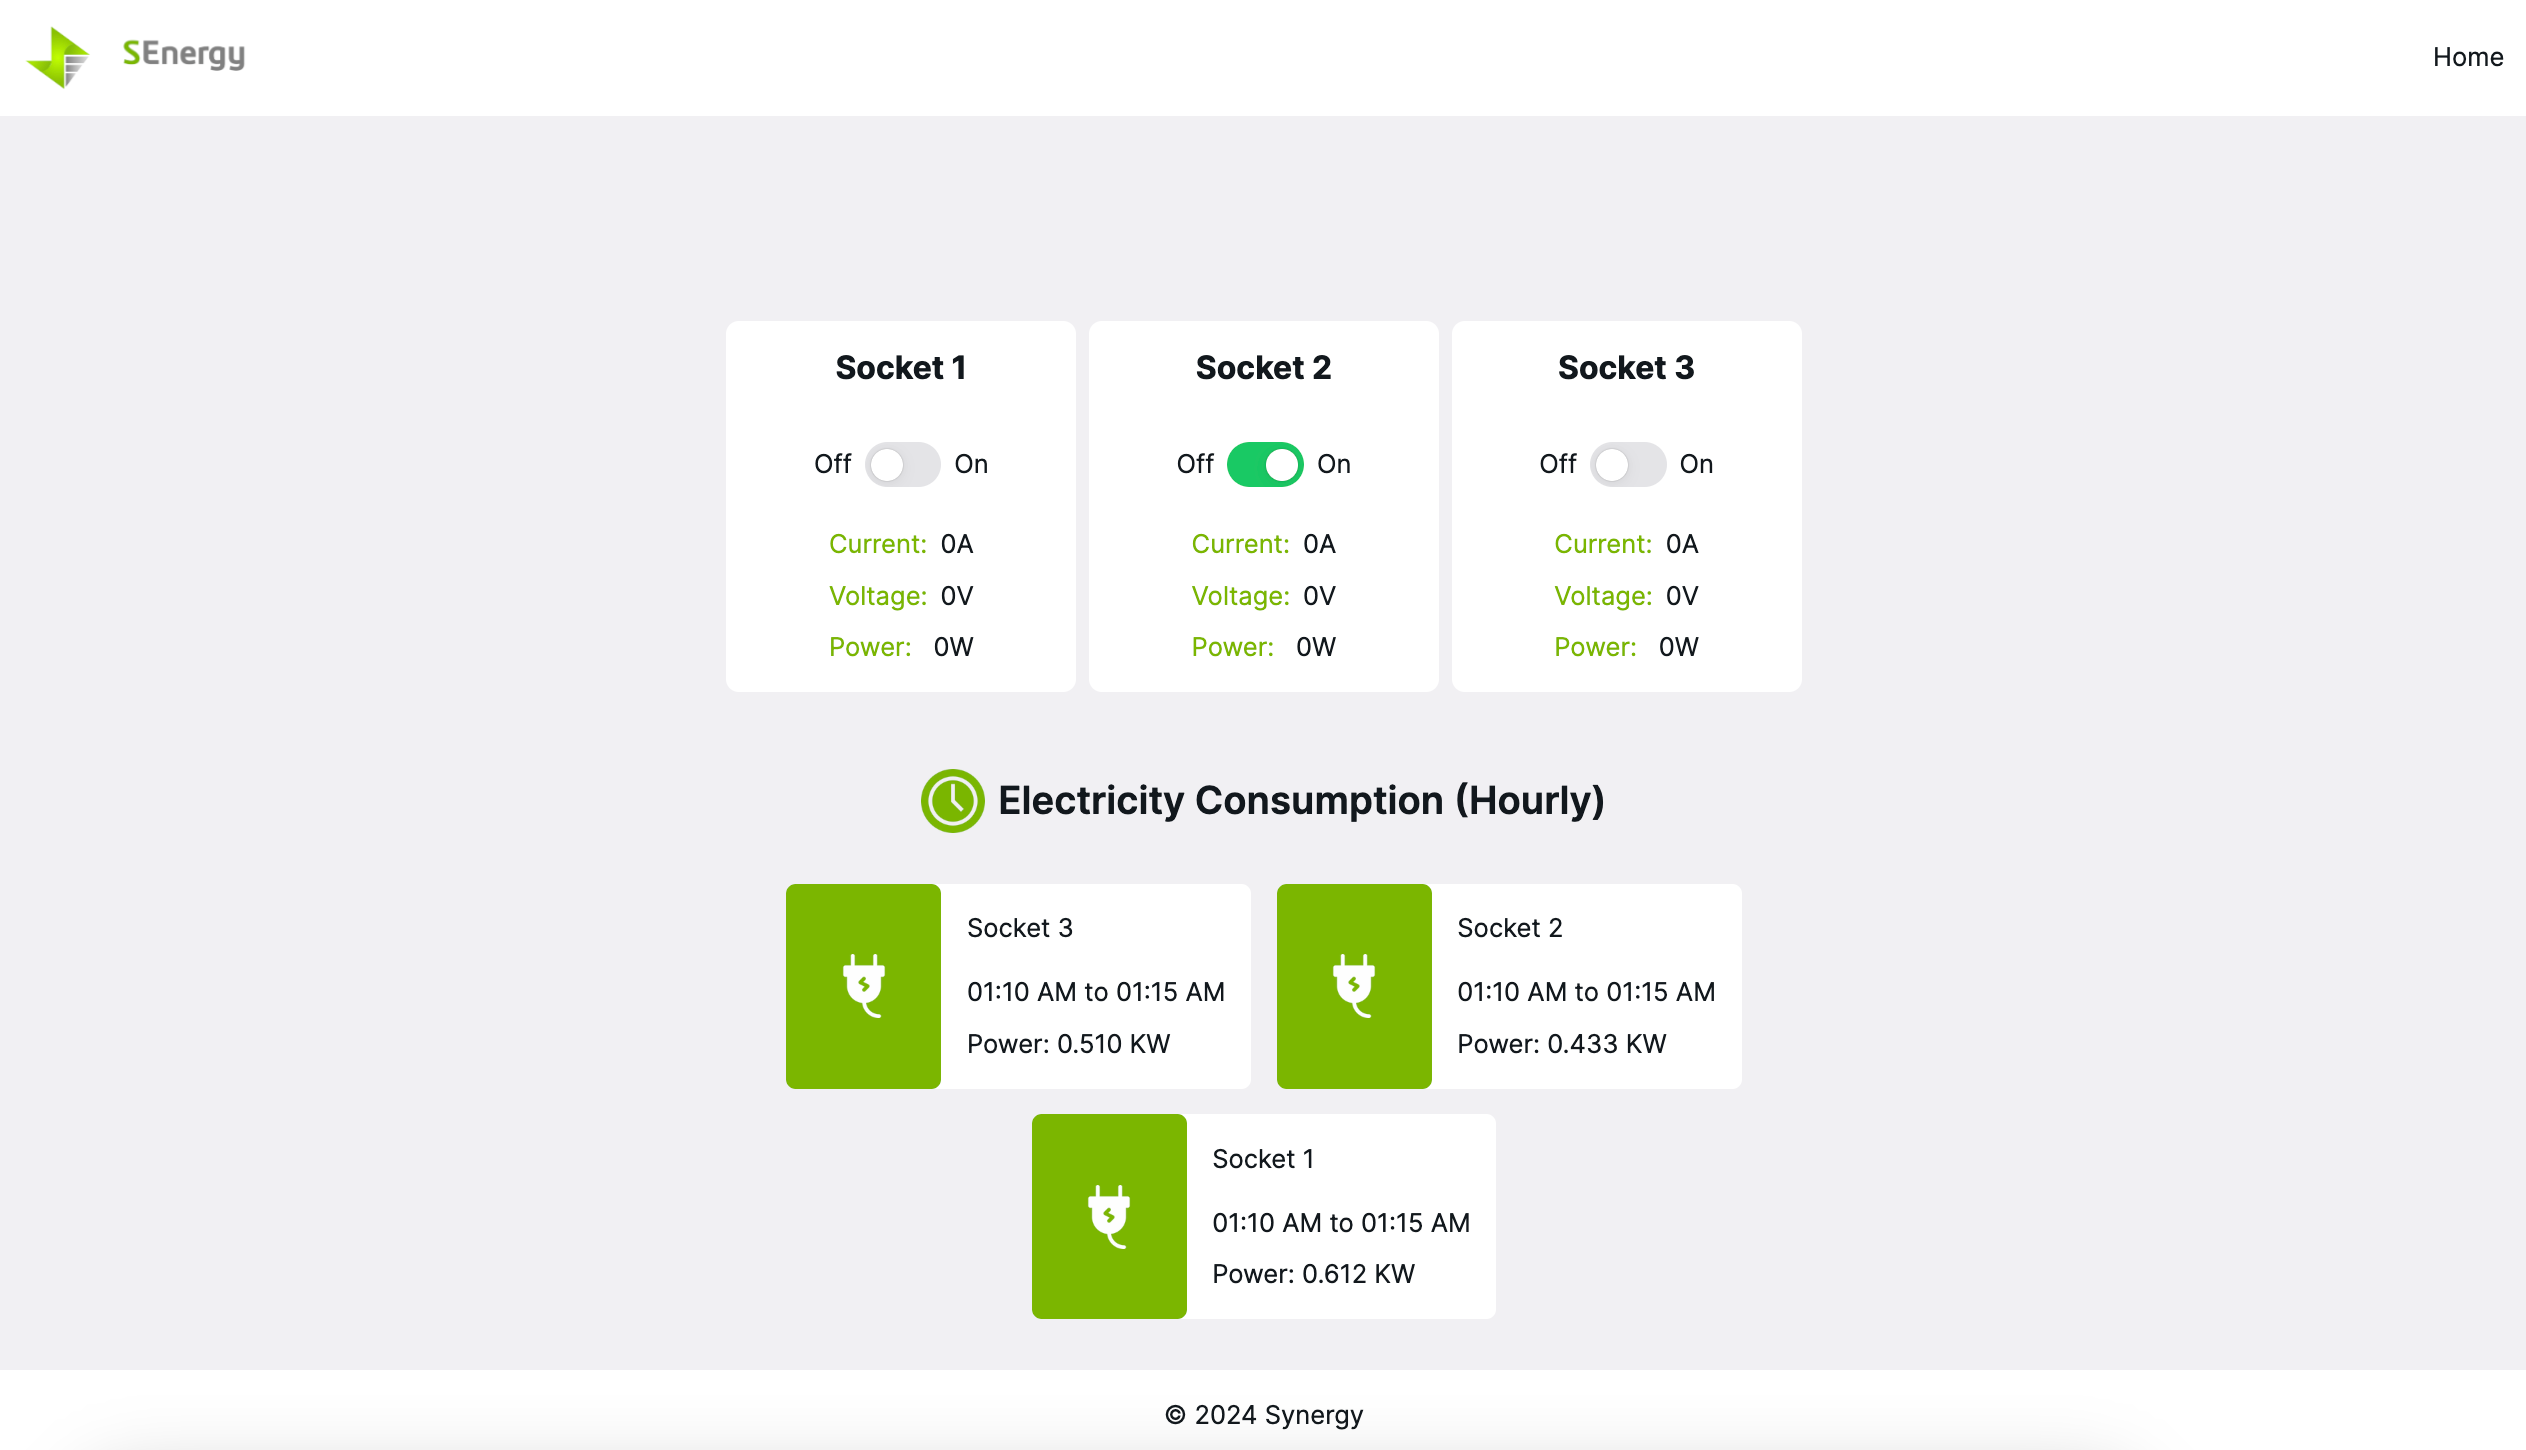 SEnergy
Home
Socket 1
Off On
Current: 0A
Voltage: 0V
Power: 0W
Socket 2
Off On
Current: 0A
Voltage: 0V
Power: 0W
Socket 3
Off On
Current: 0A
Voltage: 0V
Power: 0W
Electricity Consumption (Hourly)
Socket 3
01:10 AM to 01:15 AM
Power: 0.510 KW
Socket 2
01:10 AM to 01:15 AM
Power: 0.433 KW
Socket 1
01:10 AM to 01:15 AM
Power: 0.612 KW
© 2024 Synergy